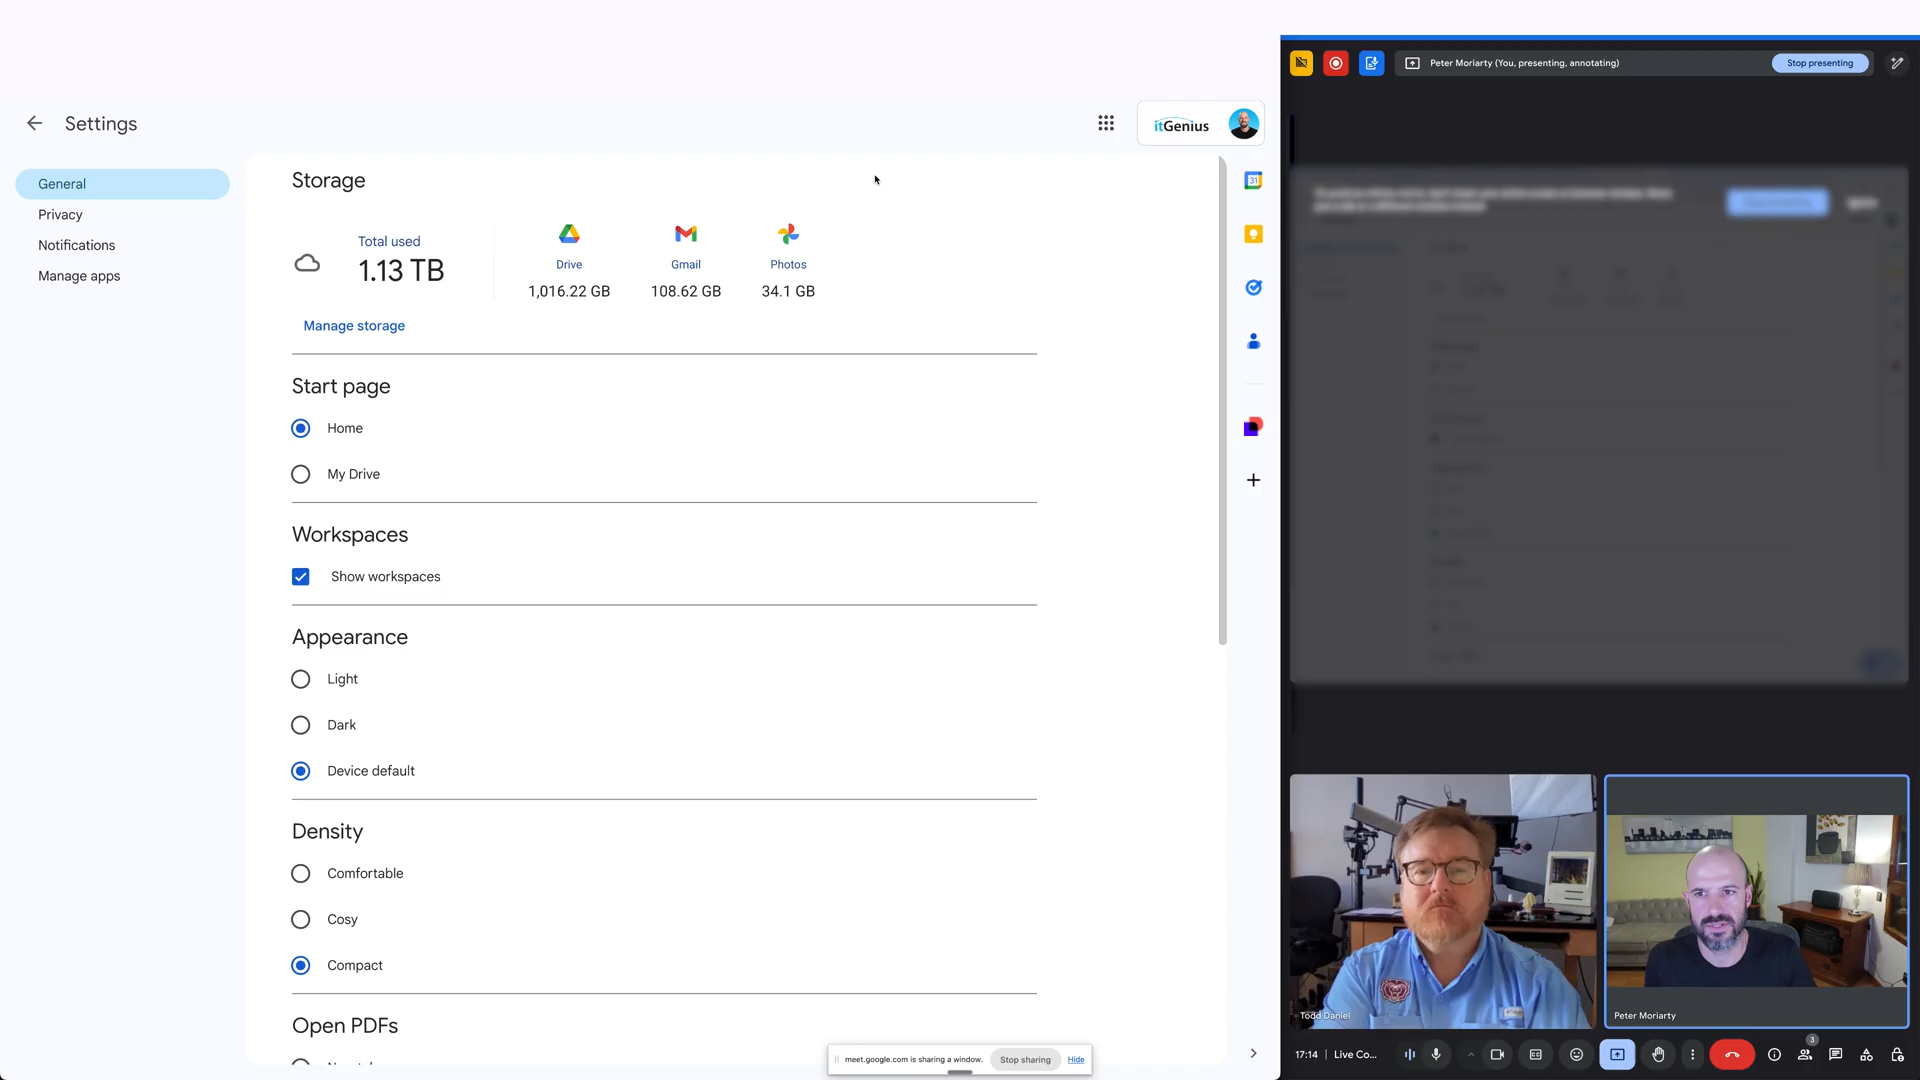 Settings
itGenius
General
Privacy
Notifications
Manage apps
Storage
Total used
1.13 TB
Drive
1,016.22 GB
Gmail
108.62 GB
Photos
34.1 GB
Manage storage
Start page
Home
My Drive
Workspaces
Show workspaces
Appearance
Light
Dark
Device default
Density
Comfortable
Cosy
Compact
Open PDFs
31
meet.google.com is sharing a window.
Stop sharing
Hide
Peter Moriarty (You, presenting, annotating)
Stop presenting
Todd Daniel
Peter Moriarty
17:14 | Live Co...
3